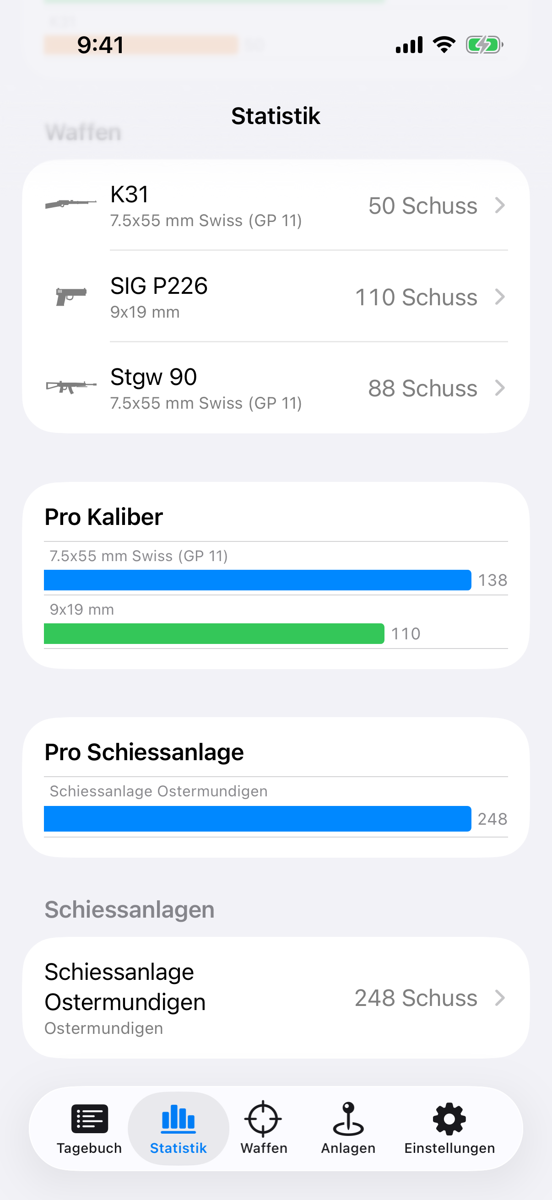 9:41
Statistik
Waffen
K31
7.5x55 mm Swiss (GP 11)
50 Schuss
SIG P226
9x19 mm
110 Schuss
Stgw 90
7.5x55 mm Swiss (GP 11)
88 Schuss
Pro Kaliber
7.5x55 mm Swiss (GP 11)
138
9x19 mm
110
Pro Schiessanlage
Schiessanlage Ostermundigen
248
Schiessanlagen
Schiessanlage
Ostermundigen
Ostermundigen
248 Schuss
Tagebuch
Statistik
Waffen
Anlagen
Einstellungen